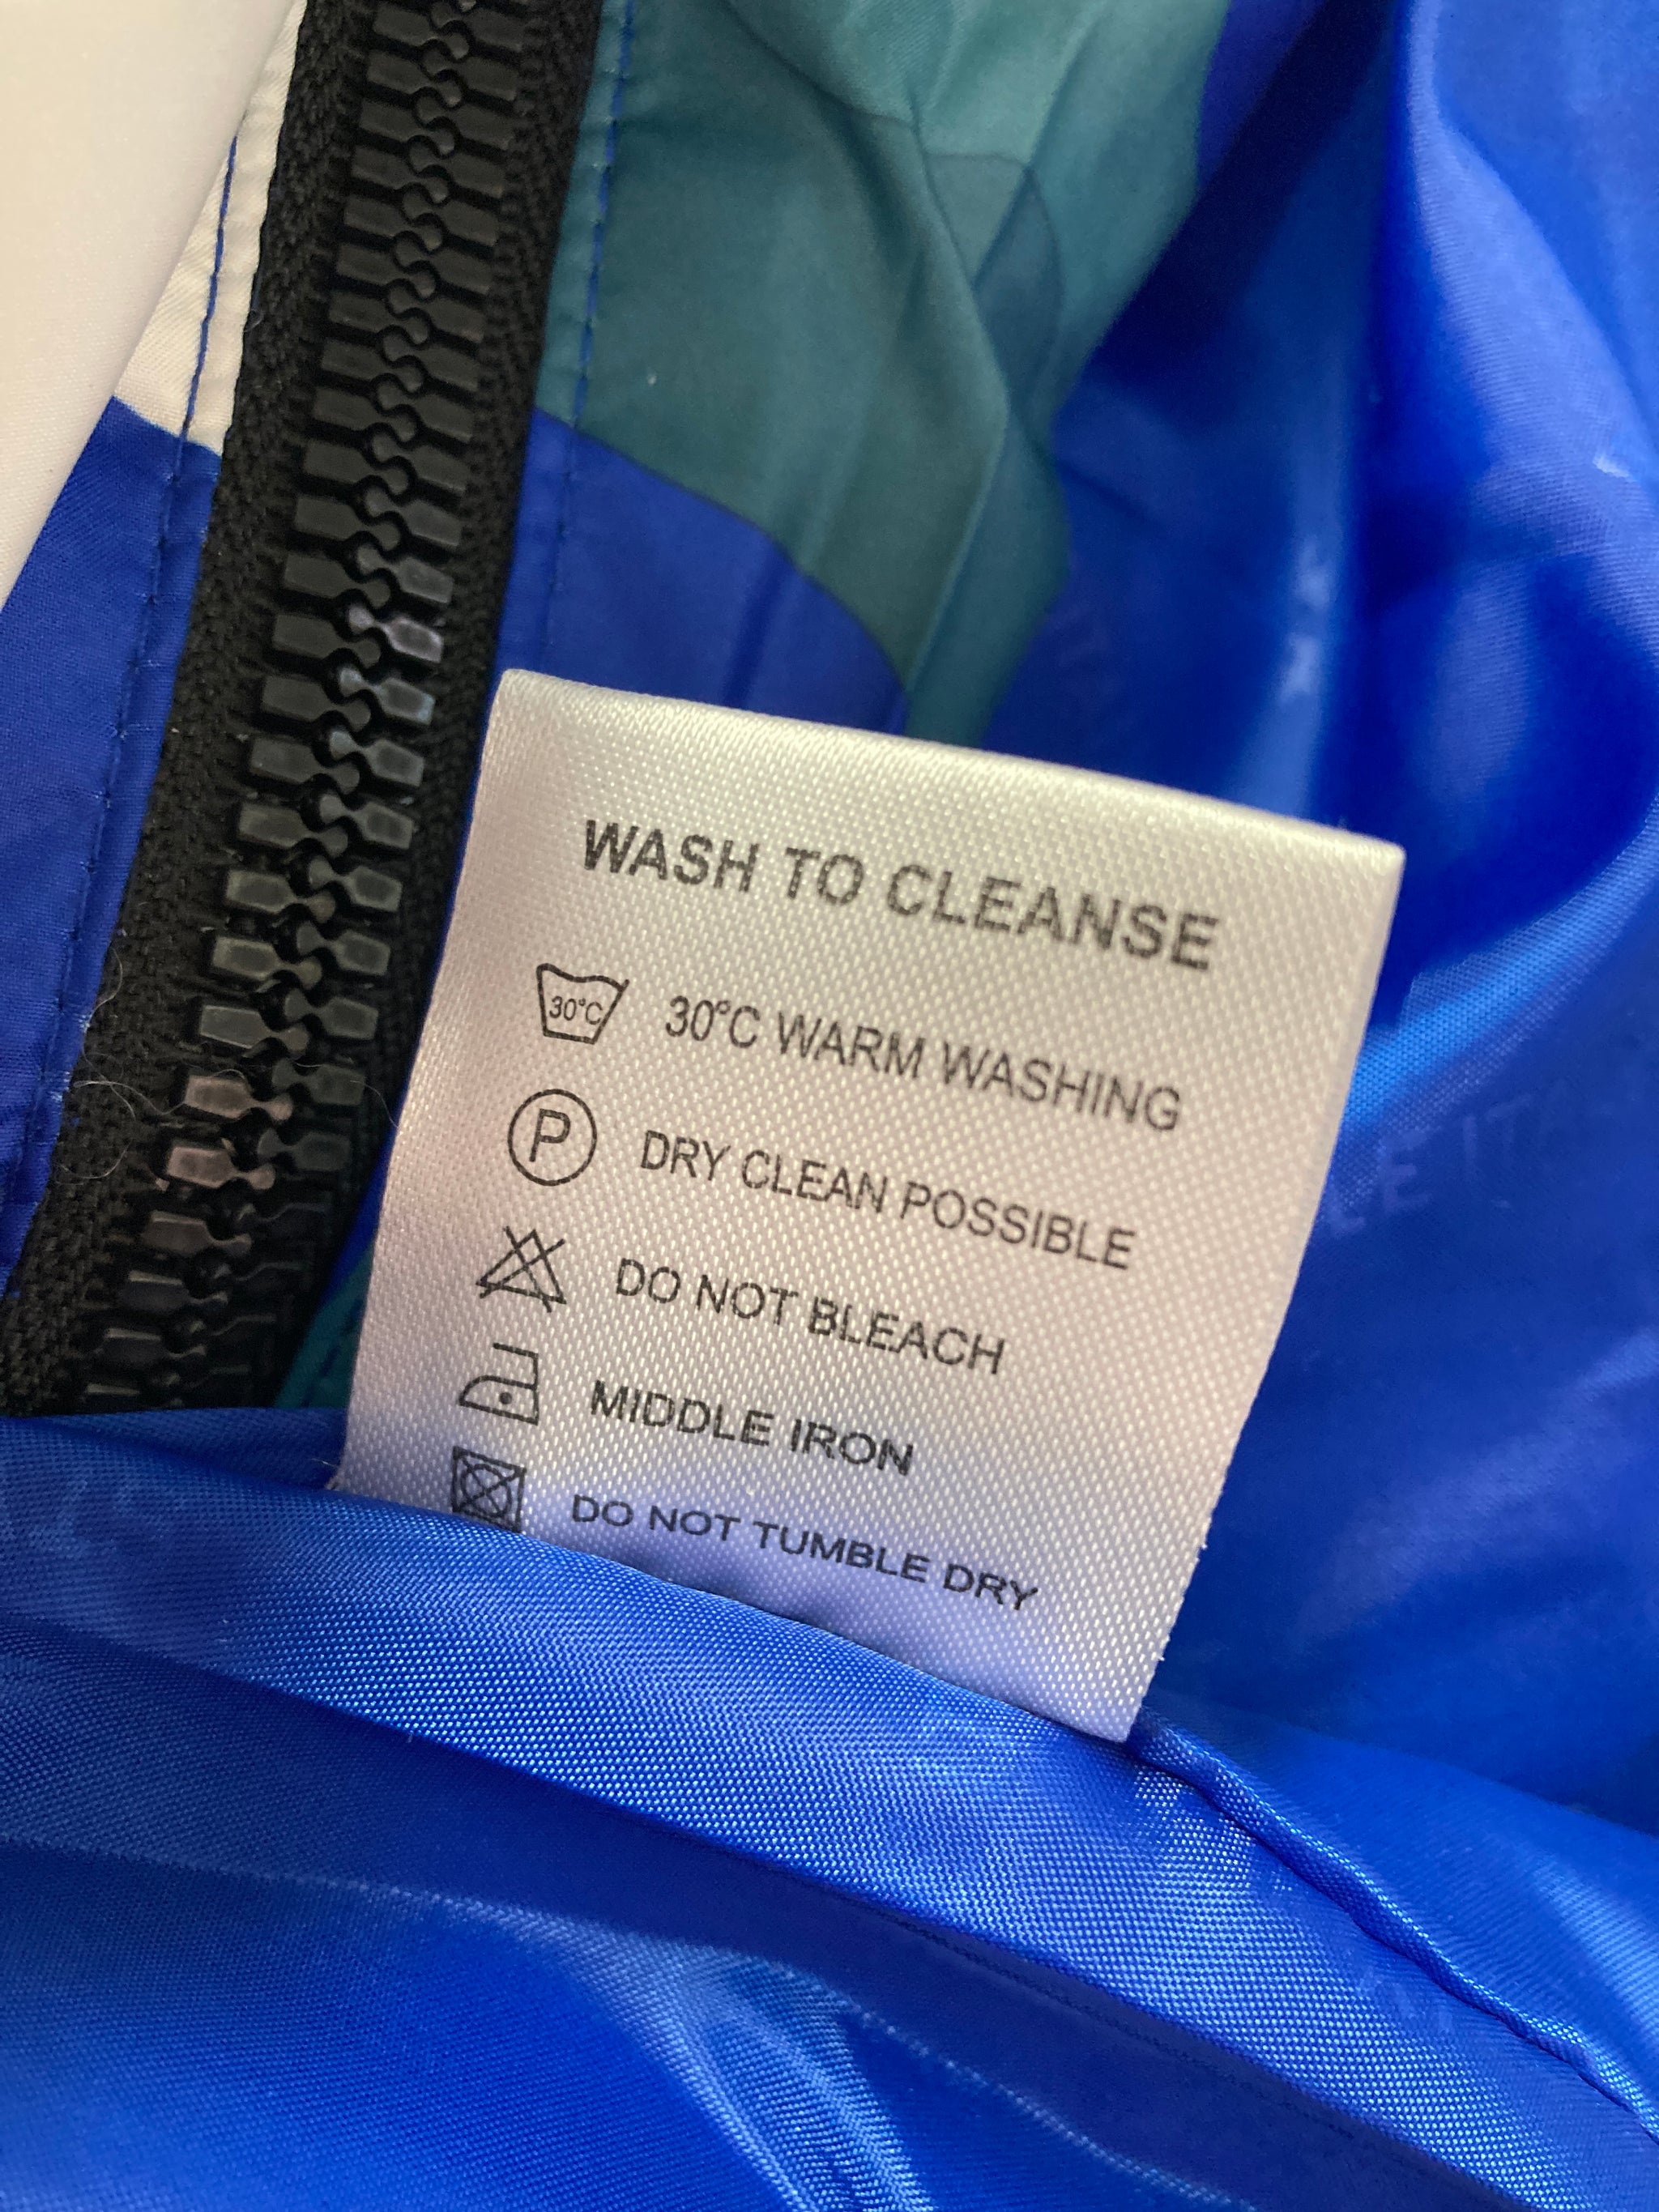 WASH TO CLEANSE
30°C 30°C WARM WASHING
P DRY CLEAN POSSIBLE
DO NOT BLEACH
MIDDLE IRON
DO NOT TUMBLE DRY